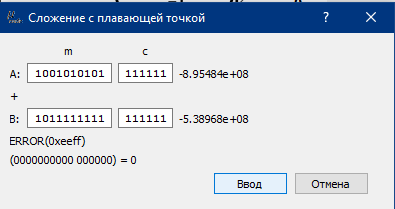 Сложение с плавающей точкой
m c
A: 1001010101 111111 -8.95484e+08
+
B: 1011111111 111111 -5.38968e+08
ERROR(0xeeff)
(0000000000 000000) = 0
Ввод Отмена